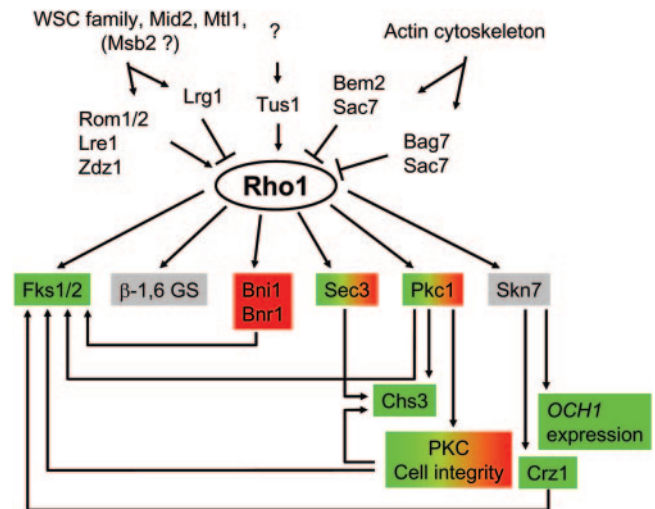 WSC family, Mid2, Mtl1,
(Msb2 ?)
?
Actin cytoskeleton
Lrg1
Tus1
Bem2
Sac7
Rom1/2
Lre1
Zdz1
Bag7
Sac7
Rho1
Fks1/2
β-1,6 GS
Bni1
Bnr1
Sec3
Pkc1
Skn7
Chs3
OCH1
expression
PKC
Cell integrity
Crz1